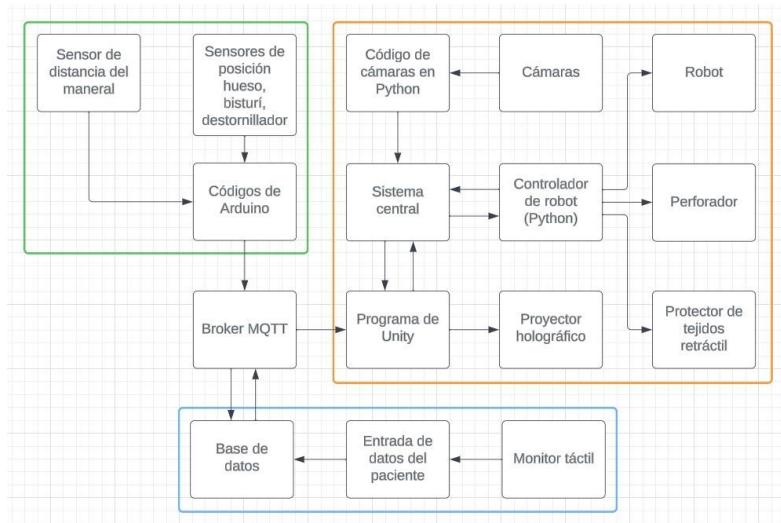 Sensor de
distancia del
maneral
Sensores de
posición
hueso,
bisturí,
destornillador
Código de
cámaras en
Python
Cámaras
Robot
Códigos de
Arduino
Sistema
central
Controlador
de robot
(Python)
Perforador
Broker MQTT
Programa de
Unity
Proyector
holográfico
Protector de
tejidos
retráctil
Base de
datos
Entrada de
datos del
paciente
Monitor táctil